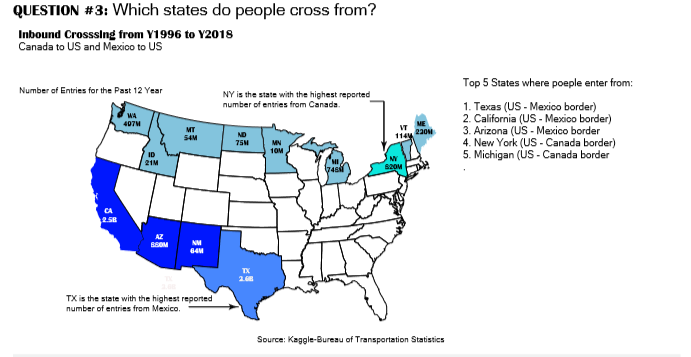 QUESTION #3: Which states do people cross from?
Inbound Crosssing from Y1996 to Y2018
Canada to US and Mexico to US
Number of Entries for the Past 12 Year
NY is the state with the highest reported
number of entries from Canada.
Top 5 States where poeple enter from:
1. Texas (US - Mexico border)
2. California (US - Mexico border)
3. Arizona (US - Mexico border
4. New York (US - Canada border)
5. Michigan (US - Canada border
.
WA
497M
MT
54M
ND
75M
MN
10M
ID
21M
MI
746M
VT
114M
ME
230M
NY
820M
CA
2.5B
AZ
680M
NM
64M
TX
TX is the state with the highest reported
number of entries from Mexico.
Source: Kaggle-Bureau of Transportation Statistics